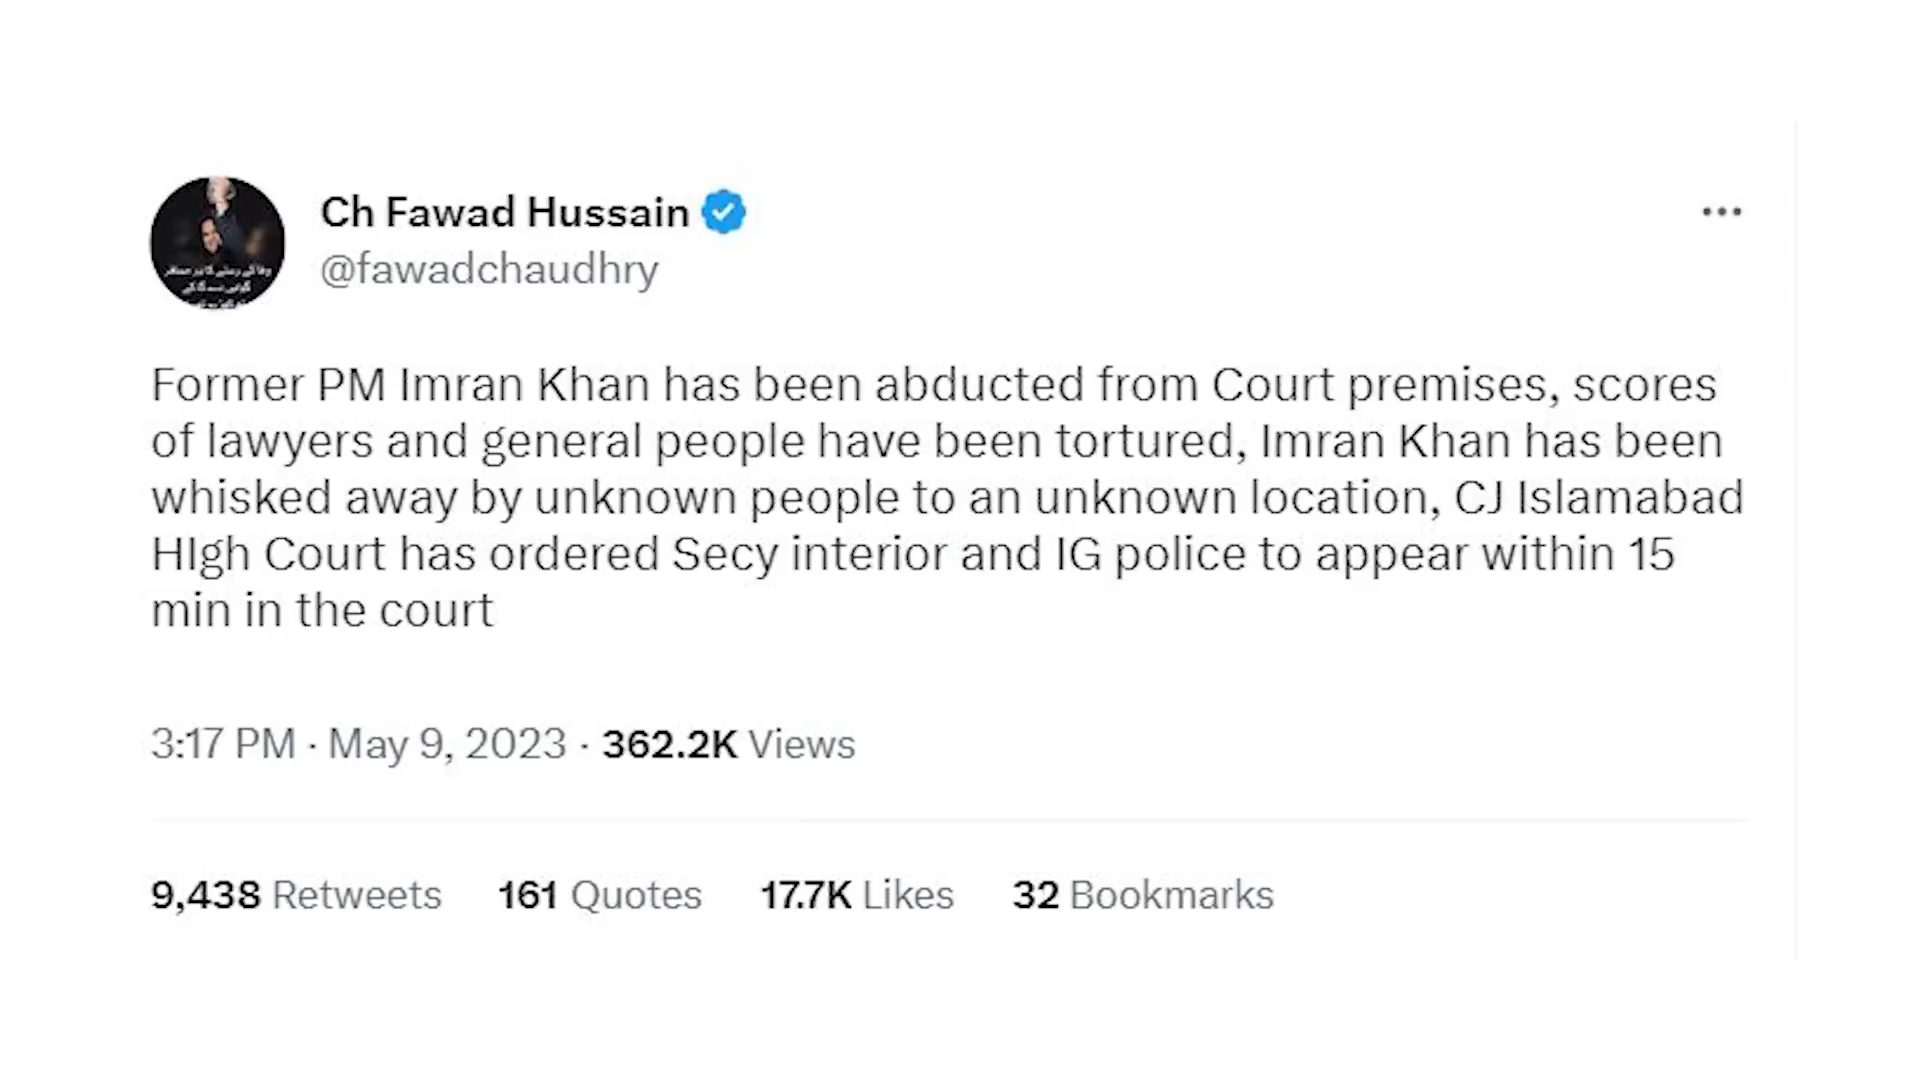 Ch Fawad Hussain
@fawadchaudhry
Former PM Imran Khan has been abducted from Court premises, scores
of lawyers and general people have been tortured, Imran Khan has been
whisked away by unknown people to an unknown location, CJ Islamabad
HIgh Court has ordered Secy interior and IG police to appear within 15
min in the court
3:17 PM · May 9, 2023 · 362.2K Views
9,438 Retweets 161 Quotes 17.7K Likes 32 Bookmarks